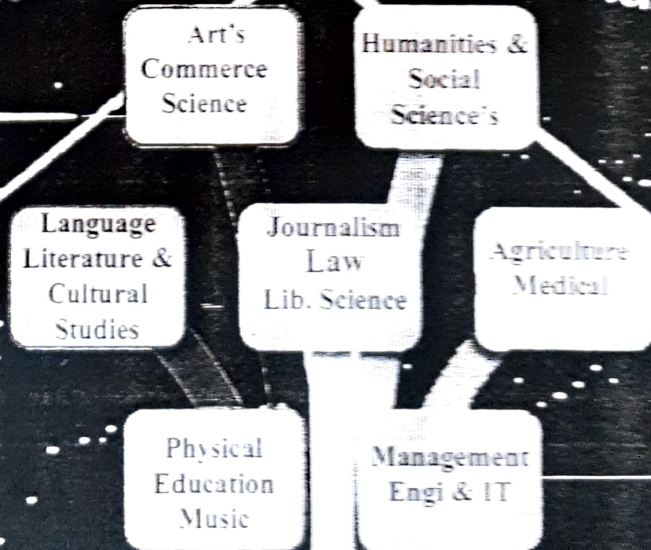 Art's
Commerce
Science
Humanities &
Social
Science's
Language
Literature &
Cultural
Studies
Journalism
Law
Lib. Science
Agriculture
Medical
Physical
Education
Music
Management
Engi & IT